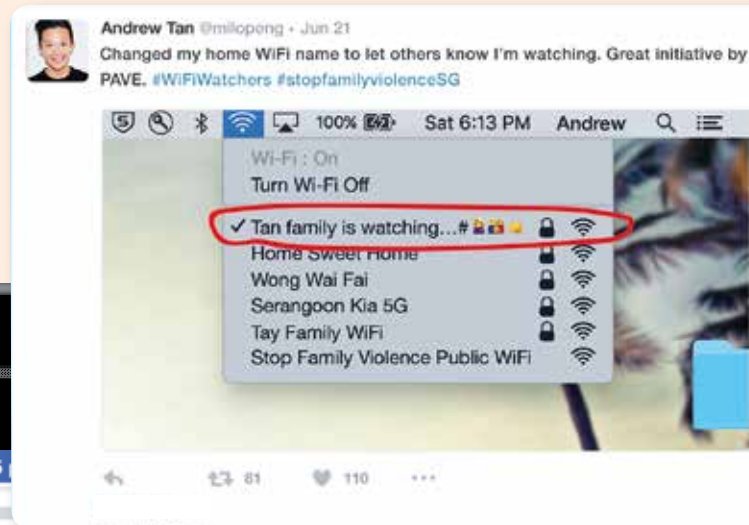 Andrew Tan @milopong • Jun 21
Changed my home WiFi name to let others know I'm watching. Great initiative by
PAVE. #WiFiWatchers #stopfamilyviolenceSG
100% Sat 6:13 PM Andrew
Wi-Fi : On
Turn Wi-Fi Off
✓ Tan family is watching...#
Home Sweet Home
Wong Wai Fai
Serangoon Kia 5G
Tay Family WiFi
Stop Family Violence Public WiFi
81 110 •••